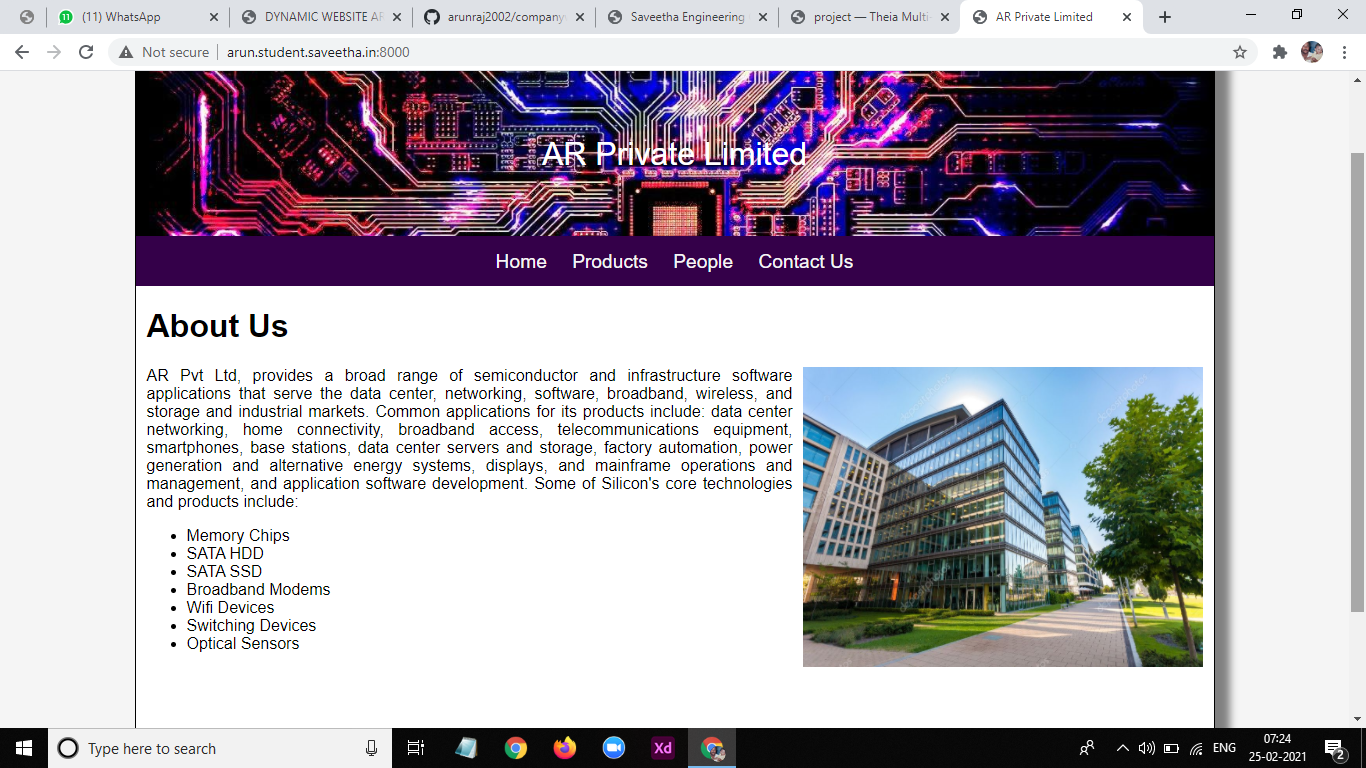 11
(11) WhatsApp
DYNAMIC WEBSITE AF
arunraj2002/company
Saveetha Engineering
project — Theia Multi-
AR Private Limited
Not secure
arun.student.saveetha.in:8000
AR Private Limited
Home Products People Contact Us
About Us
AR Pvt Ltd, provides a broad range of semiconductor and infrastructure software
applications that serve the data center, networking, software, broadband, wireless, and
storage and industrial markets. Common applications for its products include: data center
networking, home connectivity, broadband access, telecommunications equipment,
smartphones, base stations, data center servers and storage, factory automation, power
generation and alternative energy systems, displays, and mainframe operations and
management, and application software development. Some of Silicon's core technologies
and products include:
Memory Chips
SATA HDD
SATA SSD
Broadband Modems
Wifi Devices
Switching Devices
Optical Sensors
Type here to search
Xd
ENG
07:24
25-02-2021
2